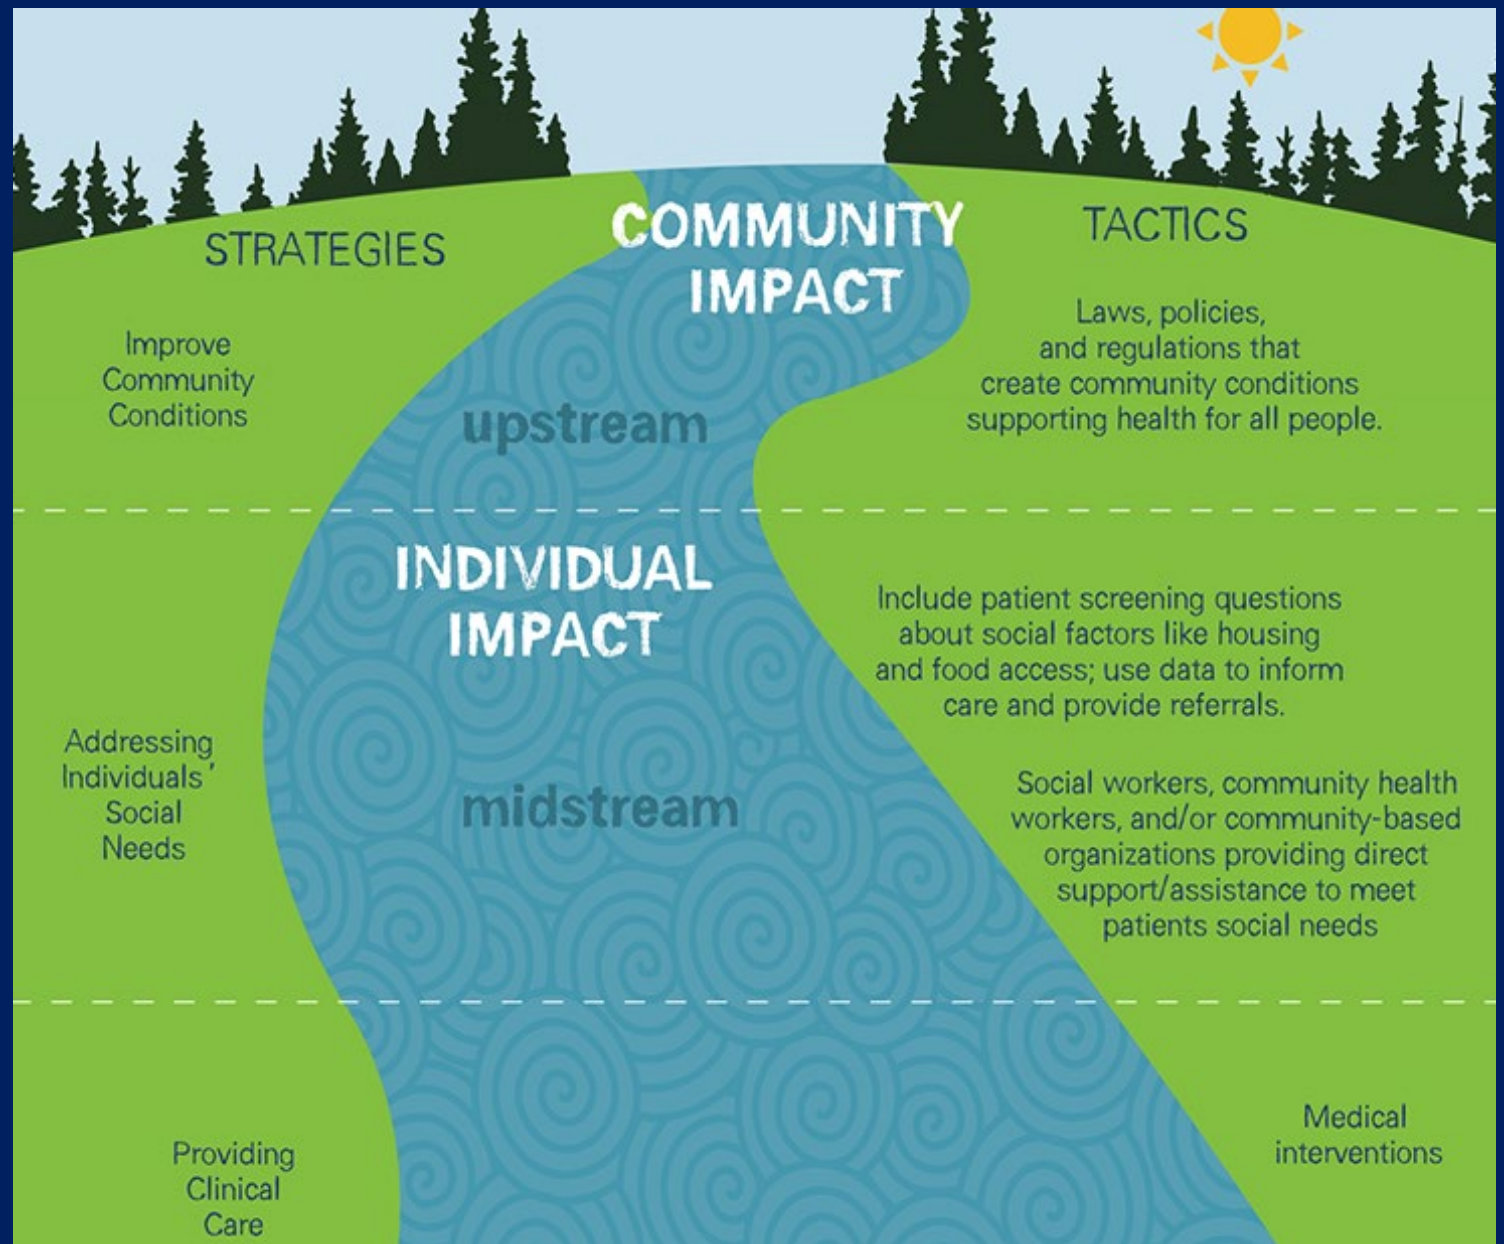 STRATEGIES
COMMUNITY
IMPACT
TACTICS
Improve
Community
Conditions
upstream
Laws, policies,
and regulations that
create community conditions
supporting health for all people.
INDIVIDUAL
IMPACT
Addressing
Individuals'
Social
Needs
midstream
Include patient screening questions
about social factors like housing
and food access; use data to inform
care and provide referrals.
Social workers, community health
workers, and/or community-based
organizations providing direct
support/assistance to meet
patients social needs
Providing
Clinical
Care
Medical
interventions